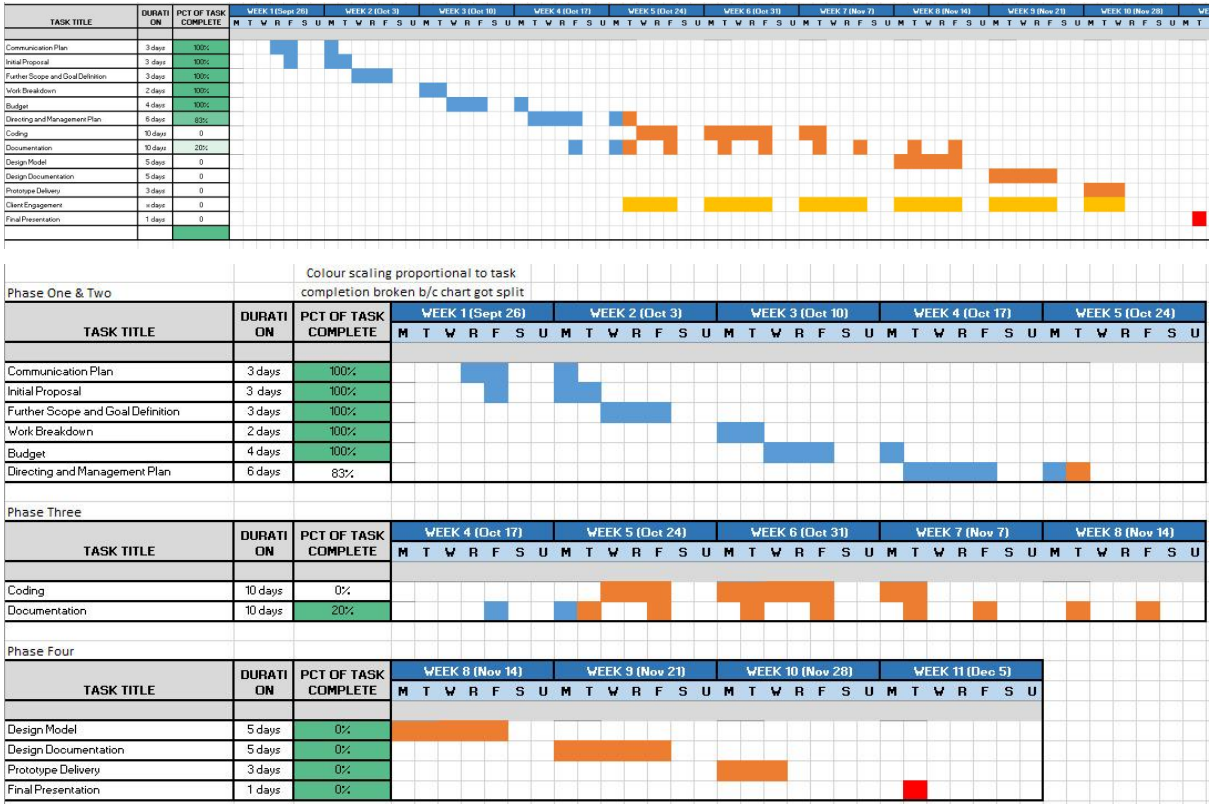 TASK TITLE DURATI ON PCT OF TASK COMPLETE WEEK 1 (Sept 26) WEEK 2 (Oct 3) WEEK 3 (Oct 10) WEEK 4 (Oct 17) WEEK 5 (Oct 24) WEEK 6 (Oct 31) WEEK 7 (Nov 7) WEEK 8 (Nov 14) WEEK 9 (Nov 21) WEEK 10 (Nov 28) WE
M T W R F S U M T W R F S U M T W R F S U M T W R F S U M T W R F S U M T W R F S U M T W R F S U M T W R F S U M T W R F S U M T W R F S U M T
Communication Plan 3 days 100%
Initial Proposal 3 days 100%
Further Scope and Goal Definition 3 days 100%
Work Breakdown 2 days 100%
Budget 4 days 100%
Directing and Management Plan 6 days 83%
Coding 10 days 0
Documentation 10 days 20%
Design Model 5 days 0
Design Documentation 5 days 0
Prototype Delivery 3 days 0
Client Engagement days 0
Final Presentation 1 days 0
Colour scaling proportional to task
Phase One & Two completion broken b/c chart got split
TASK TITLE DURATI ON PCT OF TASK COMPLETE WEEK 1 (Sept 26) WEEK 2 (Oct 3) WEEK 3 (Oct 10) WEEK 4 (Oct 17) WEEK 5 (Oct 24)
M T W R F S U M T W R F S U M T W R F S U M T W R F S U M T W R F S U
Communication Plan 3 days 100%
Initial Proposal 3 days 100%
Further Scope and Goal Definition 3 days 100%
Work Breakdown 2 days 100%
Budget 4 days 100%
Directing and Management Plan 6 days 83%
Phase Three
TASK TITLE DURATI ON PCT OF TASK COMPLETE WEEK 4 (Oct 17) WEEK 5 (Oct 24) WEEK 6 (Oct 31) WEEK 7 (Nov 7) WEEK 8 (Nov 14)
M T W R F S U M T W R F S U M T W R F S U M T W R F S U M T W R F S U
Coding 10 days 0%
Documentation 10 days 20%
Phase Four
TASK TITLE DURATI ON PCT OF TASK COMPLETE WEEK 8 (Nov 14) WEEK 9 (Nov 21) WEEK 10 (Nov 28) WEEK 11 (Dec 5)
M T W R F S U M T W R F S U M T W R F S U M T W R F S U
Design Model 5 days 0%
Design Documentation 5 days 0%
Prototype Delivery 3 days 0%
Final Presentation 1 days 0%